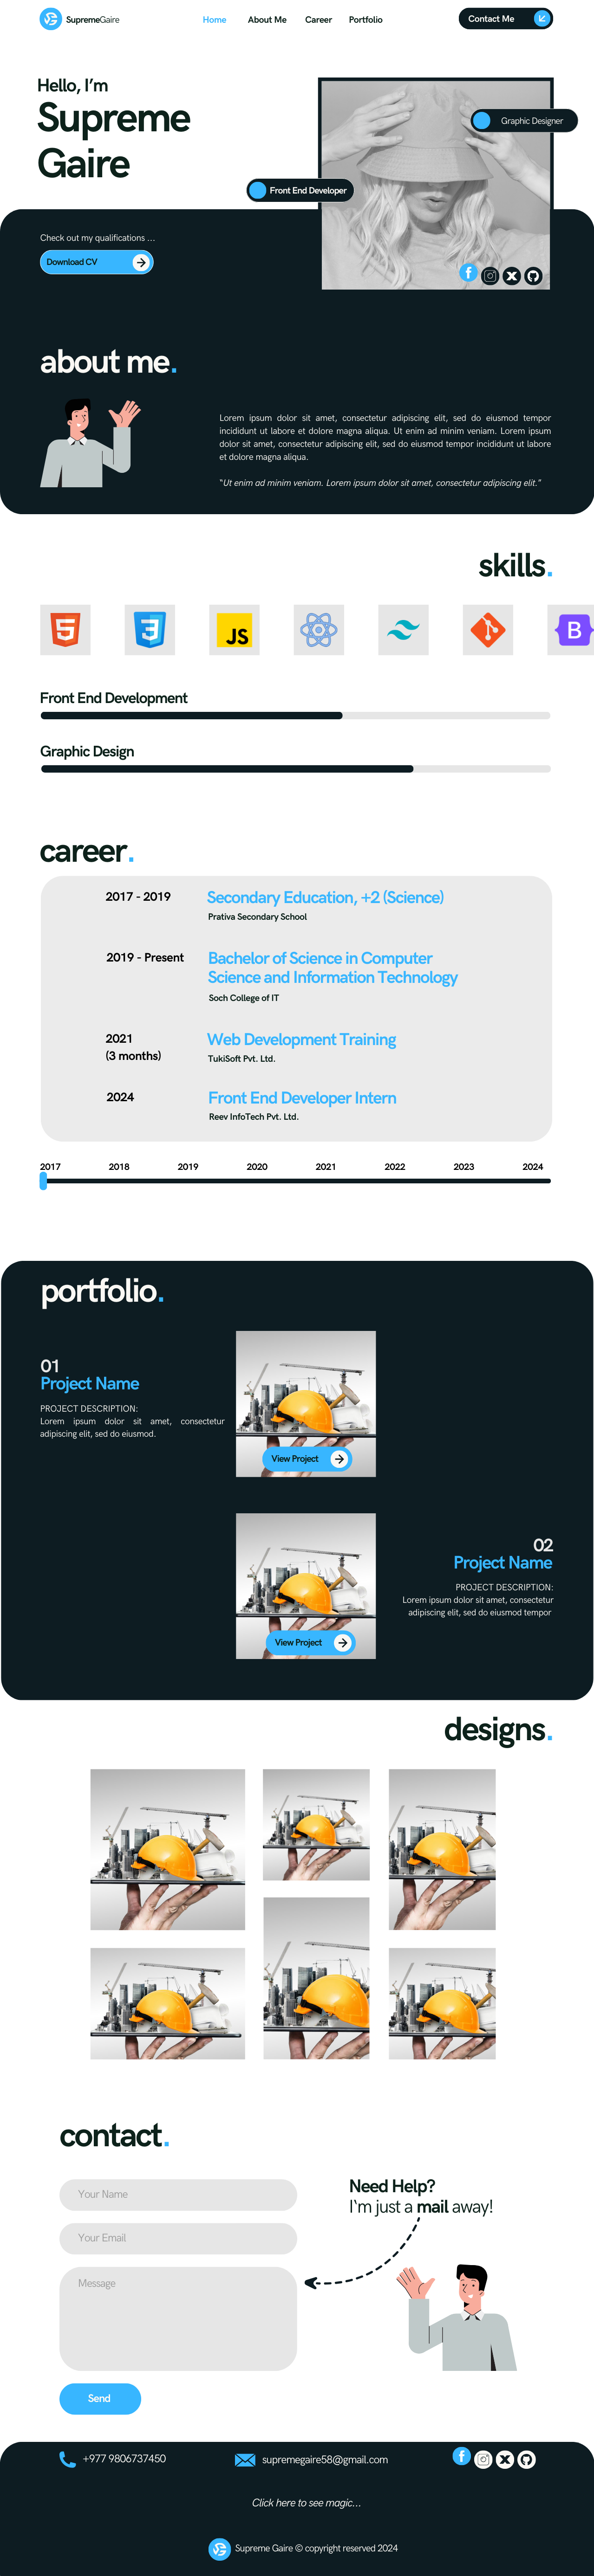 SupremeGaire
Home
About Me
Career
Portfolio
Contact Me
Hello, I'm
Supreme
Gaire
Graphic Designer
Front End Developer
Check out my qualifications ...
Download CV
about me.
Lorem ipsum dolor sit amet, consectetur adipiscing elit, sed do eiusmod tempor
incididunt ut labore et dolore magna aliqua. Ut enim ad minim veniam. Lorem ipsum
dolor sit amet, consectetur adipiscing elit, sed do eiusmod tempor incididunt ut labore
et dolore magna aliqua.
"Ut enim ad minim veniam. Lorem ipsum dolor sit amet, consectetur adipiscing elit."
skills.
5
3
JS
B
Front End Development
Graphic Design
career.
2017 - 2019
Secondary Education, +2 (Science)
Prativa Secondary School
2019 - Present
Bachelor of Science in Computer
Science and Information Technology
Soch College of IT
2021
(3 months)
Web Development Training
TukiSoft Pvt. Ltd.
2024
Front End Developer Intern
Reev InfoTech Pvt. Ltd.
2017 2018 2019 2020 2021 2022 2023 2024
portfolio.
01
Project Name
PROJECT DESCRIPTION:
Lorem ipsum dolor sit amet, consectetur
adipiscing elit, sed do eiusmod.
View Project
02
Project Name
PROJECT DESCRIPTION:
Lorem ipsum dolor sit amet, consectetur
adipiscing elit, sed do eiusmod tempor
View Project
designs.
contact.
Your Name
Your Email
Message
Send
Need Help?
I'm just a mail away!
+977 9806737450
supremegaire58@gmail.com
Click here to see magic...
Supreme Gaire © copyright reserved 2024